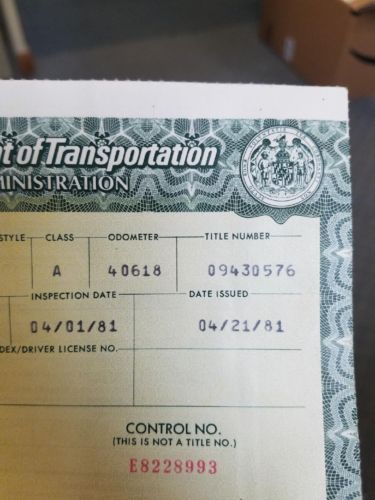 t of Transportation
MINISTRATION
STYLE CLASS ODOMETER TITLE NUMBER
A 40618 09430576
INSPECTION DATE DATE ISSUED
04/01/81 04/21/81
DEX/DRIVER LICENSE NO.
CONTROL NO.
(THIS IS NOT A TITLE NO.)
E8228993